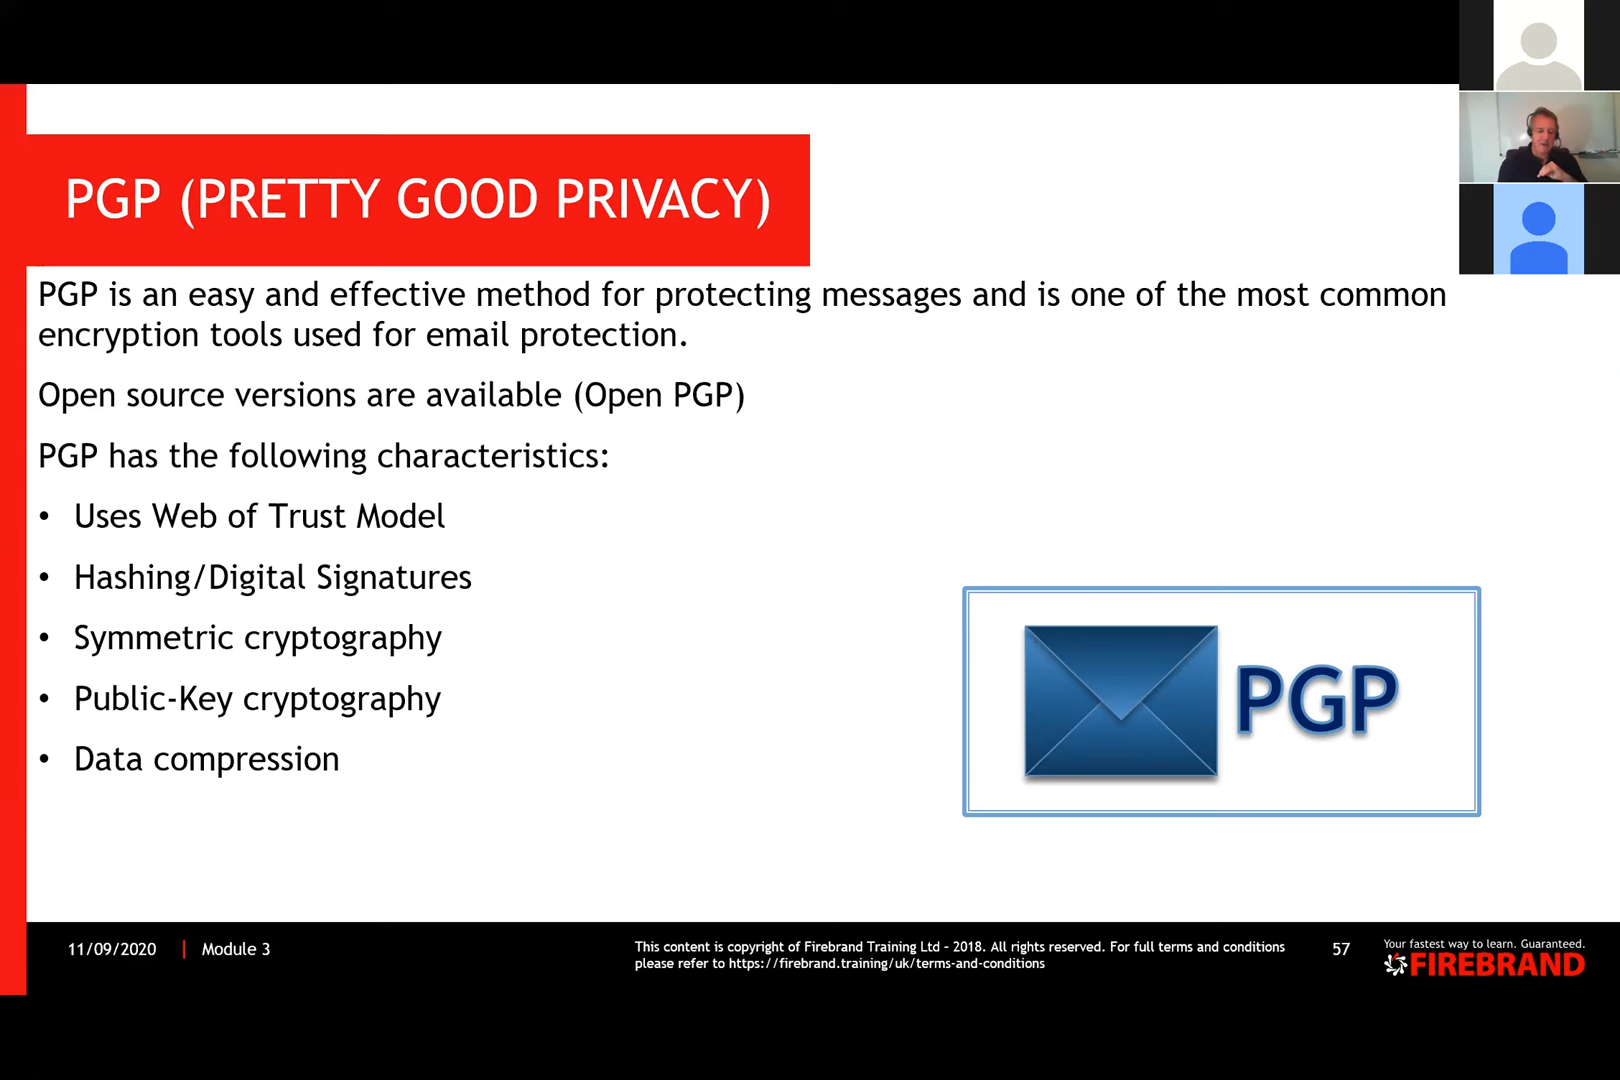 PGP (PRETTY GOOD PRIVACY)
PGP is an easy and effective method for protecting messages and is one of the most common
encryption tools used for email protection.
Open source versions are available (Open PGP)
PGP has the following characteristics:
• Uses Web of Trust Model
• Hashing/Digital Signatures
• Symmetric cryptography
• Public-Key cryptography
• Data compression
PGP
11/09/2020 | Module 3
This content is copyright of Firebrand Training Ltd – 2018. All rights reserved. For full terms and conditions
please refer to https://firebrand.training/uk/terms-and-conditions
57
Your fastest way to learn. Guaranteed.
FIREBRAND